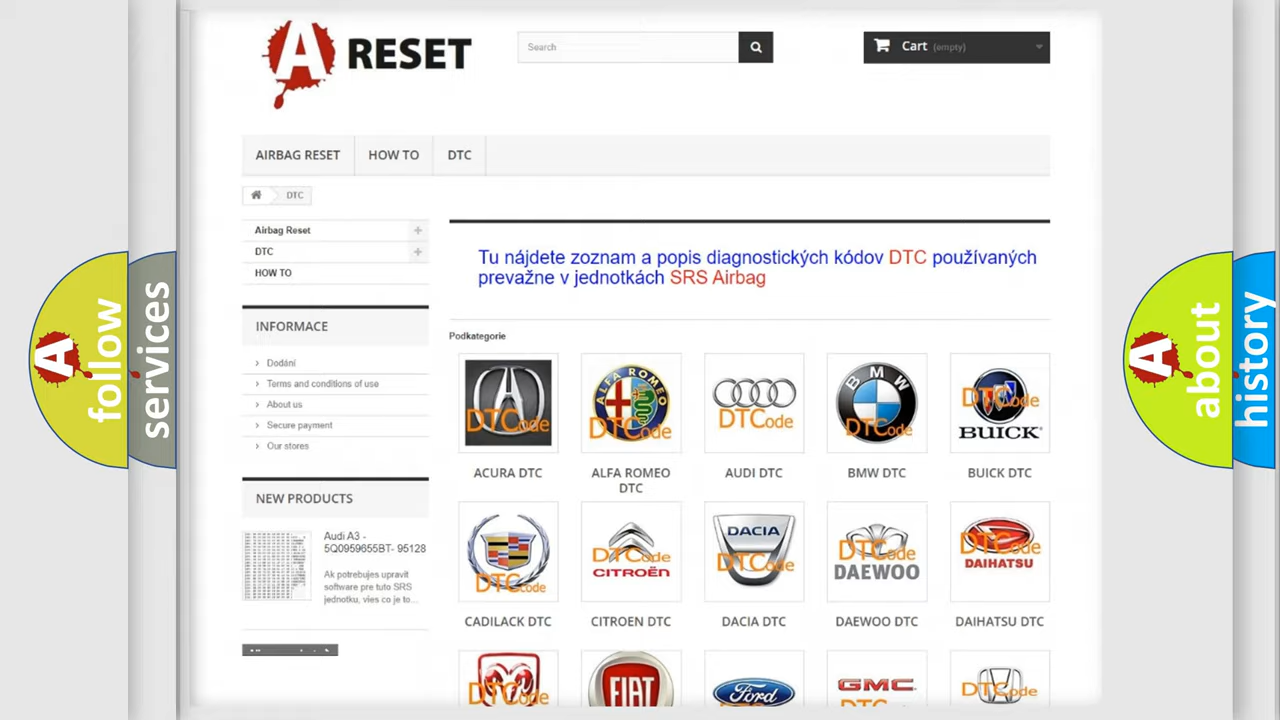 A RESET
Search
Cart (empty)
AIRBAG RESET
HOW TO
DTC
DTC
Airbag Reset
DTC
HOW TO
INFORMACE
Dodání
Terms and conditions of use
About us
Secure payment
Our stores
NEW PRODUCTS
Audi A3 -
5Q0959655BT- 95128
Ak potrebujes upravit
software pre tuto SRS
jednotku, vies co je to...
Tu nájdete zoznam a popis diagnostických kódov DTC používaných
prevažne v jednotkách SRS Airbag
Podkategorie
DTCode
ALFA ROMEO
DTCode
DTCode
BMW
DTCode
DTCode
BUICK
ACURA DTC
ALFA ROMEO
DTC
AUDI DTC
BMW DTC
BUICK DTC
DTCode
DTCode
CITROËN
DACIA
DTCode
DTCode
DAEWOO
DTCode
DAIHATSU
CADILACK DTC
CITROEN DTC
DACIA DTC
DAEWOO DTC
DAIHATSU DTC
DTCode
FIAT
Ford
GMC
DTCode
A
follow
services
A
about
history